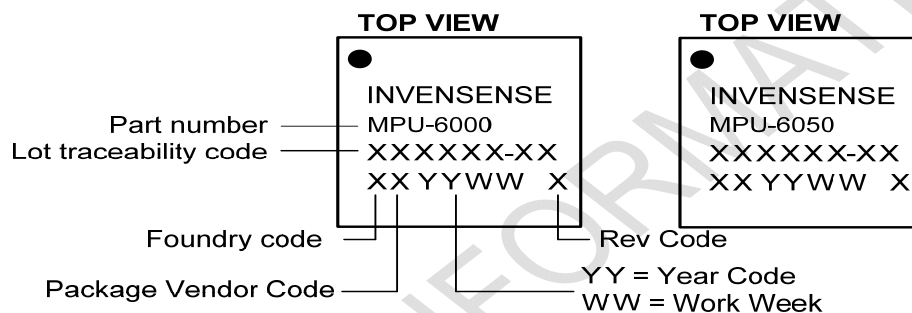 TOP VIEW
TOP VIEW
INVENSENSE
INVENSENSE
Part number
MPU-6000
MPU-6050
Lot traceability code
XXXXXX-XX
XXXXXX-XX
XX YYWW X
XX YYWW X
Foundry code
Rev Code
Package Vendor Code
YY = Year Code
WW = Work Week
INFORMATI